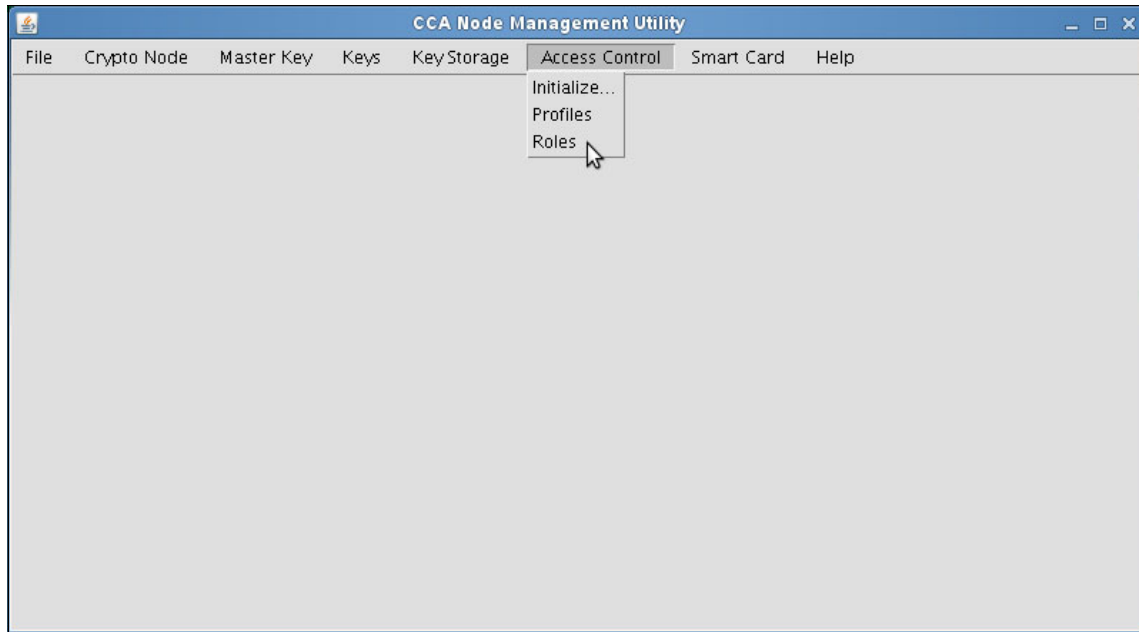 CCA Node Management Utility
File Crypto Node Master Key Keys Key Storage Access Control Smart Card Help
Initialize...
Profiles
Roles